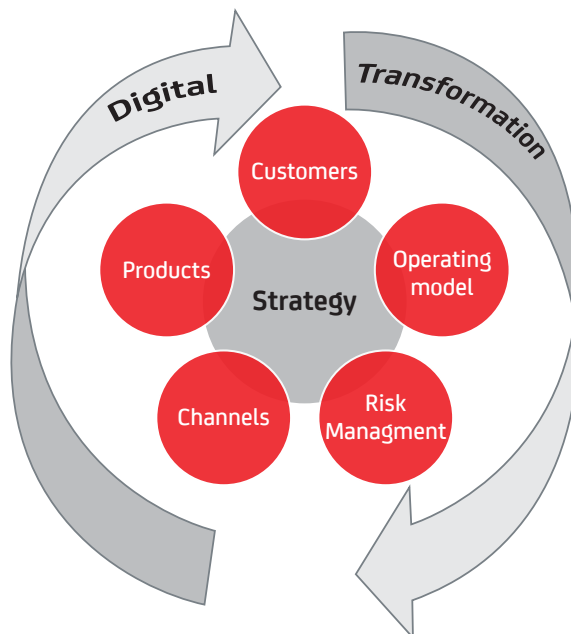 Digital
Transformation
Customers
Products
Operating
model
Strategy
Channels
Risk
Managment